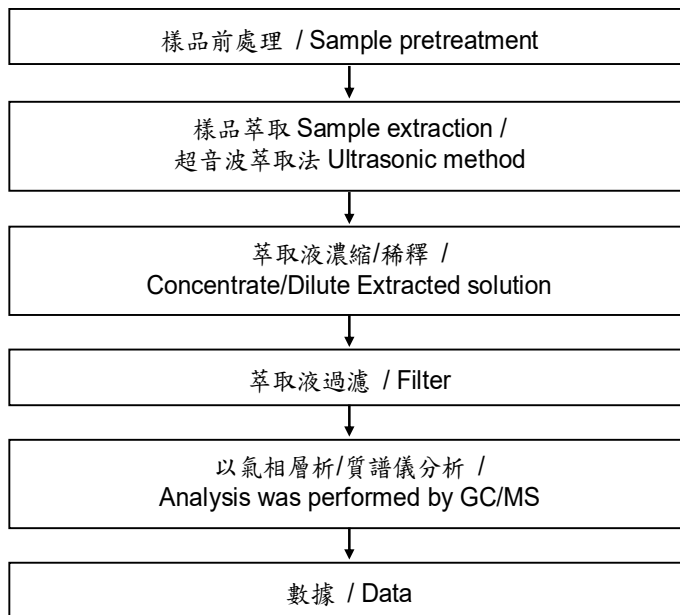 樣品前處理 / Sample pretreatment
樣品萃取 Sample extraction /
超音波萃取法 Ultrasonic method
萃取液濃縮/稀釋 /
Concentrate/Dilute Extracted solution
萃取液過濾 / Filter
以氣相層析/質譜儀分析 /
Analysis was performed by GC/MS
數據 / Data